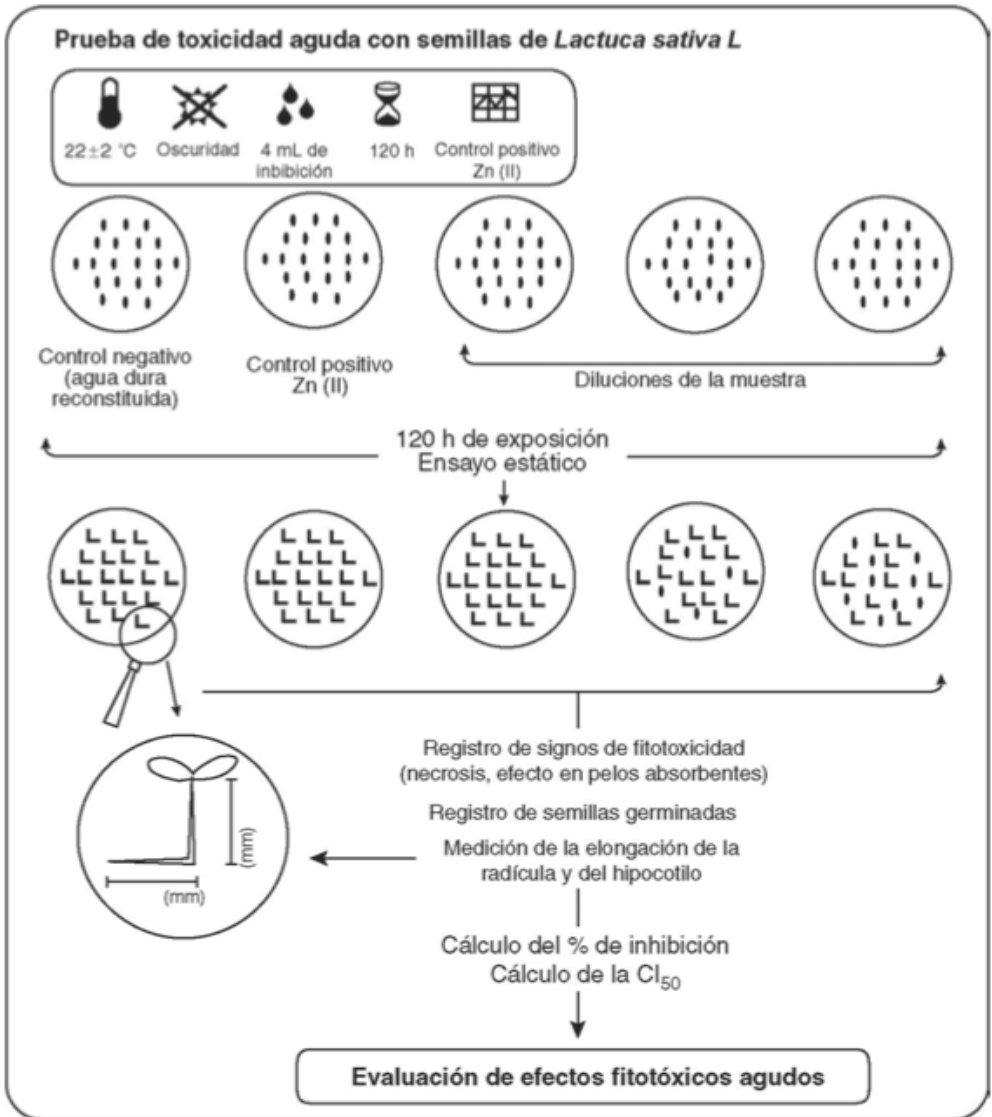 Prueba de toxicidad aguda con semillas de Lactuca sativa L
22±2 °C
Oscuridad
4 mL de
inbibición
120 h
Control positivo
Zn (II)
Control negativo
(agua dura
reconstituida)
Control positivo
Zn (II)
Diluciones de la muestra
120 h de exposición
Ensayo estático
Registro de signos de fitotoxicidad
(necrosis, efecto en pelos absorbentes)
Registro de semillas germinadas
Medición de la elongación de la
radícula y del hipocotilo
(mm)
(mm)
Cálculo del % de inhibición
Cálculo de la CI50
Evaluación de efectos fitotóxicos agudos